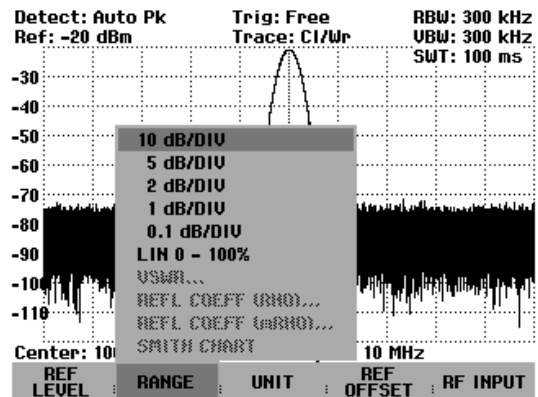 Detect: Auto Pk Trig: Free RBW: 300 kHz
Ref: -20 dBm Trace: Cl/Wr VBW: 300 kHz
SWT: 100 ms
-30
-40
-50
-60
-70
-80
-90
-100
-110
10 dB/DIV
5 dB/DIV
2 dB/DIV
1 dB/DIV
0.1 dB/DIV
LIN 0 - 100%
VSWR...
REFL COEFF (RHO)...
REFL COEFF (mRHO)...
SMITH CHART
Center: 10 10 MHz
REF LEVEL RANGE UNIT REF OFFSET RF INPUT